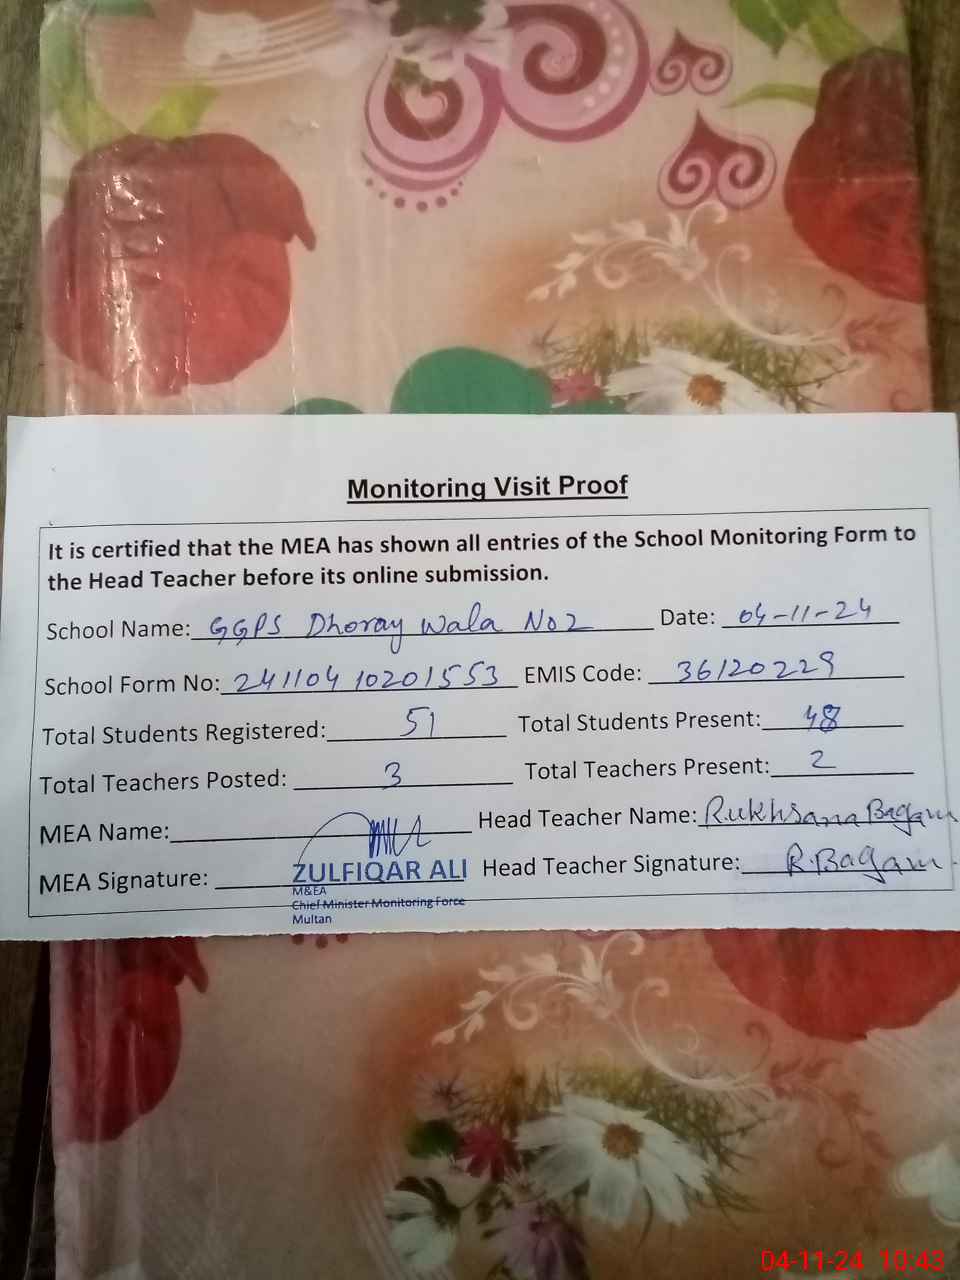 Monitoring Visit Proof
It is certified that the MEA has shown all entries of the School Monitoring Form to
the Head Teacher before its online submission.
School Name: GGPS Dhoray Wala No2 Date: 04-11-24
School Form No: 241104 10201553 EMIS Code: 36120229
Total Students Registered: 51 Total Students Present: 48
Total Teachers Posted: 3 Total Teachers Present: 2
MEA Name: Head Teacher Name: Rukhsana Bagam
MEA Signature: ZULFIQAR ALI Head Teacher Signature: R.Bagam
M&EA
Chief Minister Monitoring Force
Multan
04-11-24 10:43